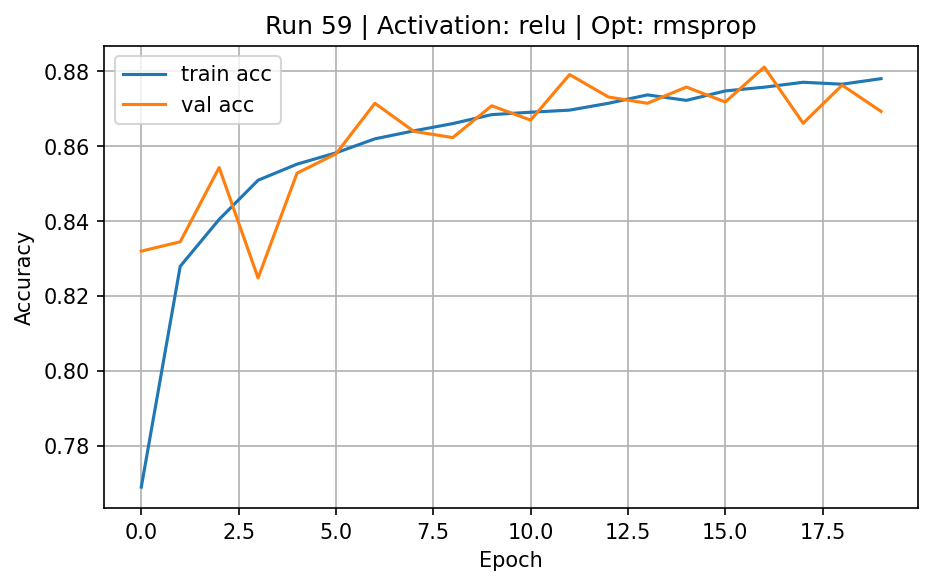 Run 59 | Activation: relu | Opt: rmsprop
train acc
val acc
0.88
0.86
0.84
0.82
0.80
0.78
Accuracy
0.0 2.5 5.0 7.5 10.0 12.5 15.0 17.5
Epoch